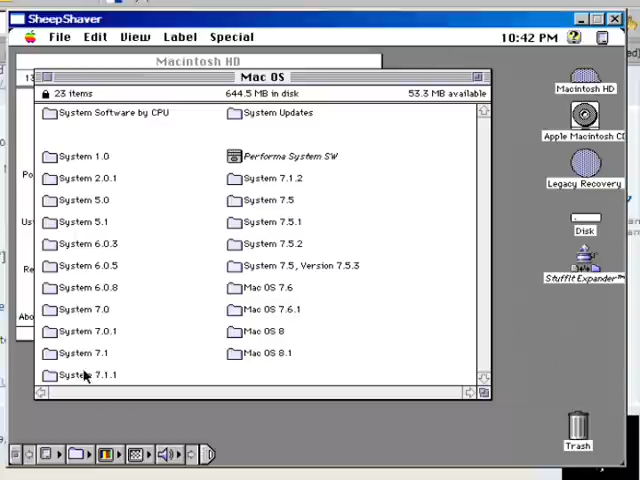 SheepShaver
File Edit View Label Special 10:42 PM
Macintosh HD
Mac OS
23 items 644.5 MB in disk 53.3 MB available
System Software by CPU System Updates
System 1.0 Performa System SW
System 2.0.1 System 7.1.2
System 5.0 System 7.5
System 5.1 System 7.5.1
System 6.0.3 System 7.5.2
System 6.0.5 System 7.5, Version 7.5.3
System 6.0.8 Mac OS 7.6
System 7.0 Mac OS 7.6.1
System 7.0.1 Mac OS 8
System 7.1 Mac OS 8.1
System 7.1.1
Macintosh HD
Apple Macintosh CD
Legacy Recovery
Disk
StuffIt Expander™
Trash